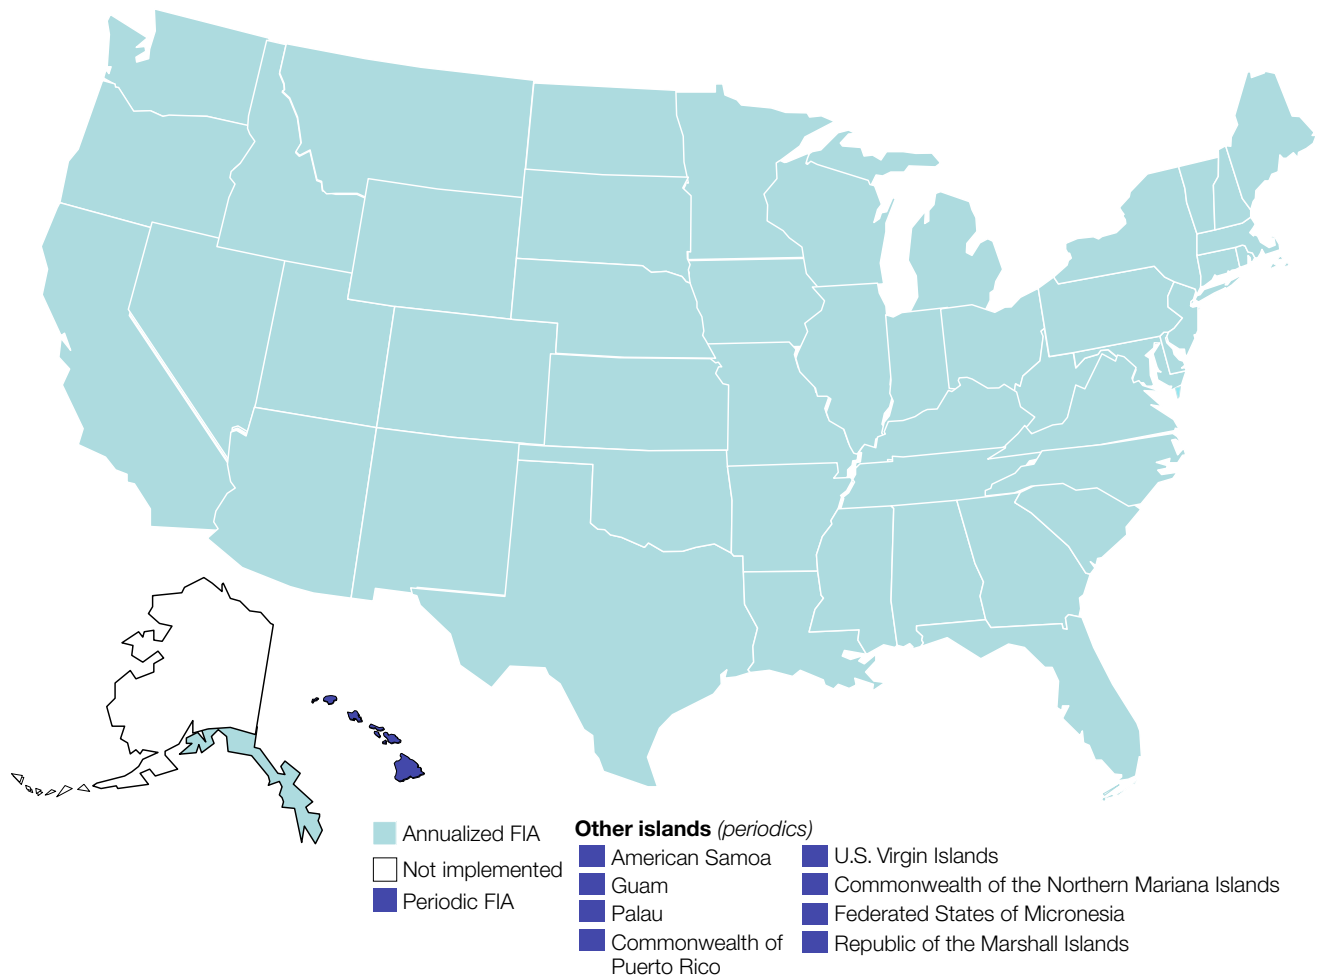 Annualized FIA
Not implemented
Periodic FIA
Other islands (periodics)
American Samoa
Guam
Palau
Commonwealth of
Puerto Rico
U.S. Virgin Islands
Commonwealth of the Northern Mariana Islands
Federated States of Micronesia
Republic of the Marshall Islands